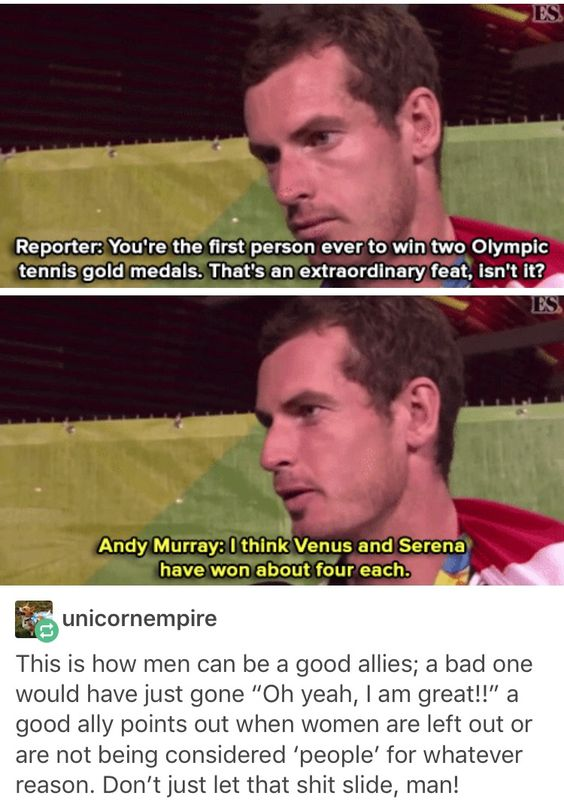 ES
Reporter: You're the first person ever to win two Olympic
tennis gold medals. That's an extraordinary feat, isn't it?
ES
Andy Murray: I think Venus and Serena
have won about four each.
unicornempire
This is how men can be a good allies; a bad one
would have just gone “Oh yeah, I am great!!” a
good ally points out when women are left out or
are not being considered ‘people’ for whatever
reason. Don’t just let that shit slide, man!